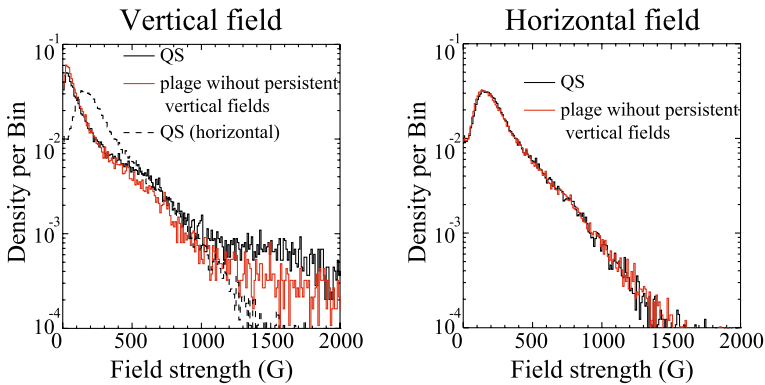 Vertical field
Horizontal field
10-1
10-2
10-3
10-4
Density per Bin
QS
plage wihout persistent
vertical fields
QS (horizontal)
0
500
1000
1500
2000
Field strength (G)
10-1
10-2
10-3
10-4
Density per Bin
QS
plage wihout persistent
vertical fields
0
500
1000
1500
2000
Field strength (G)